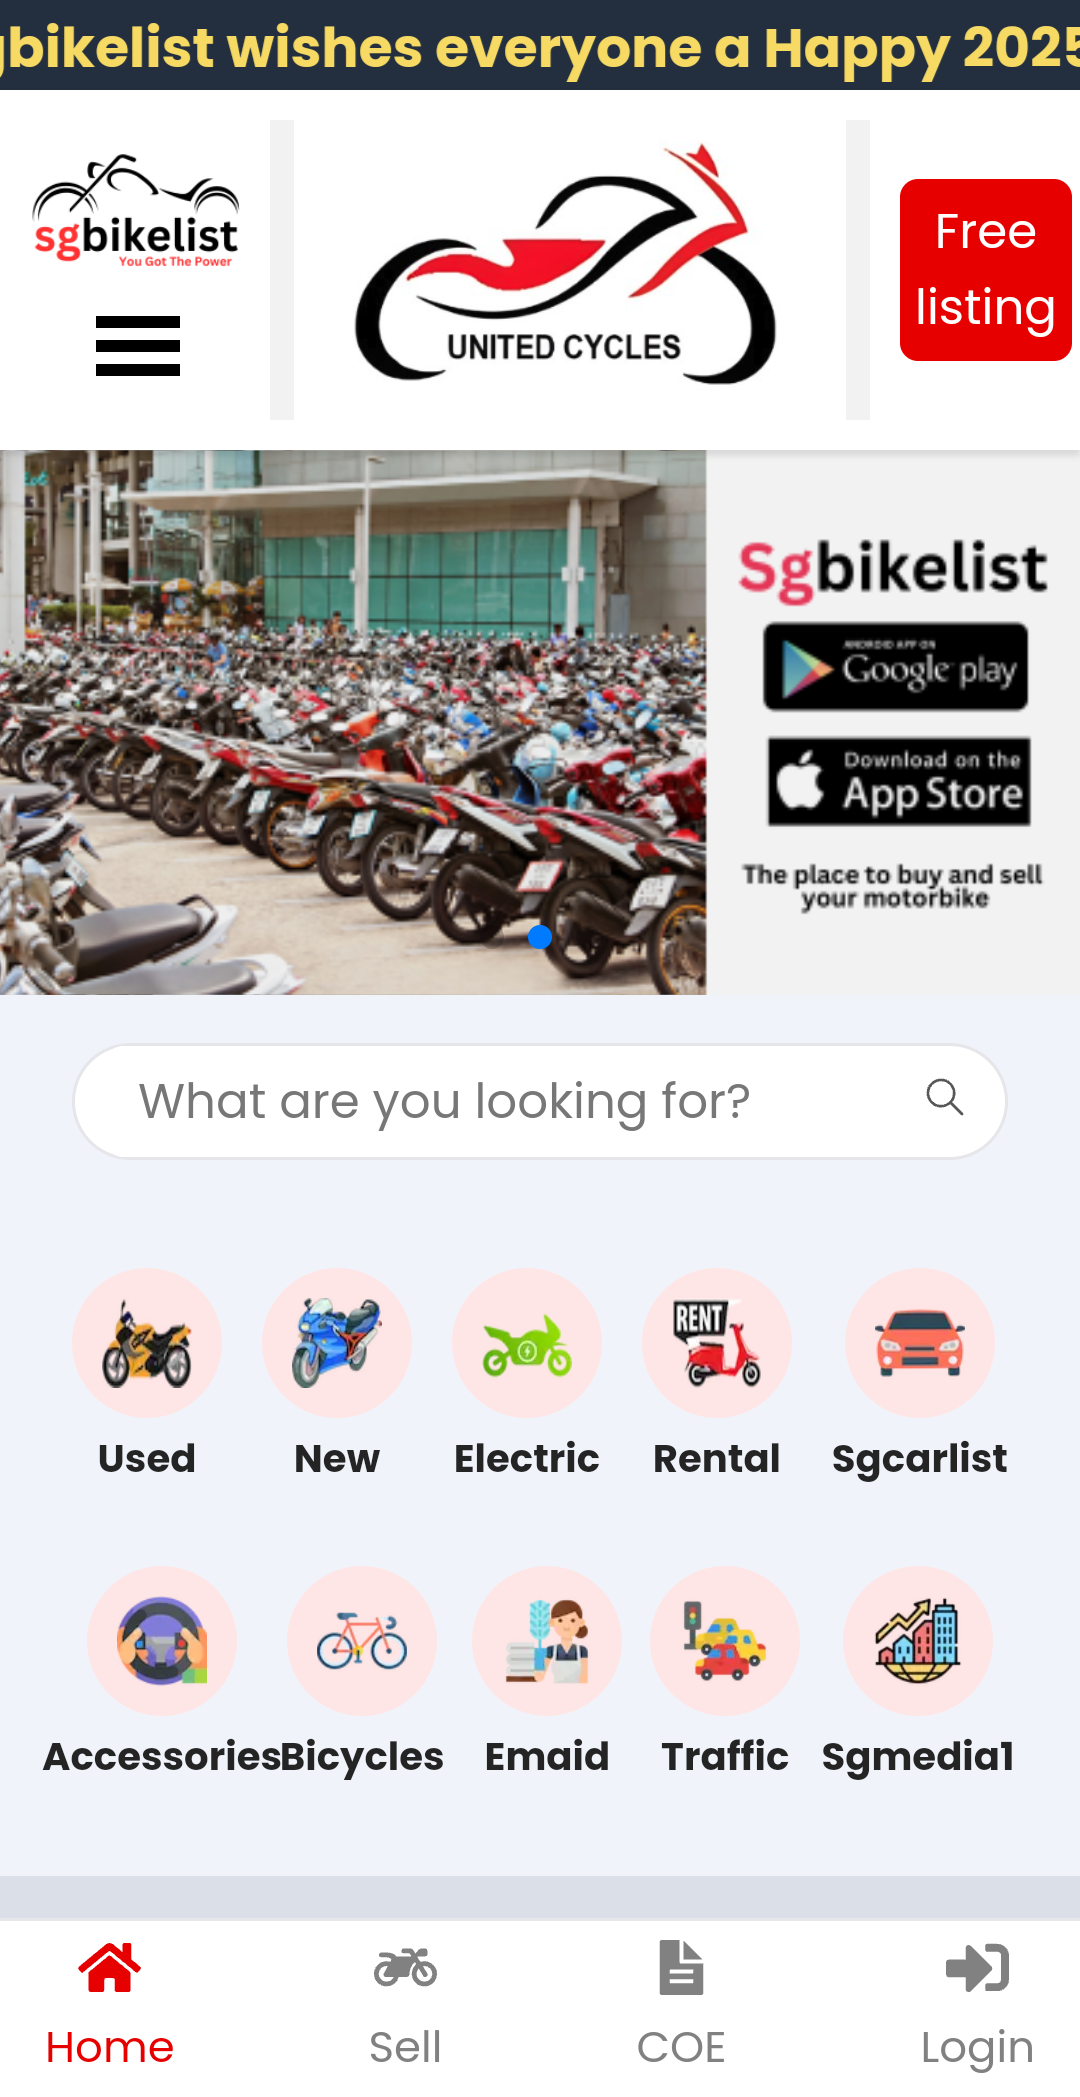 gbikelist wishes everyone a Happy 2025
sgbikelist
You Got The Power
UNITED CYCLES
Free
listing
Sgbikelist
ANDROID APP ON
Google play
Download on the
App Store
The place to buy and sell
your motorbike
What are you looking for?
RENT
Used New Electric Rental Sgcarlist
Accessories Bicycles Emaid Traffic Sgmedia1
Home Sell COE Login